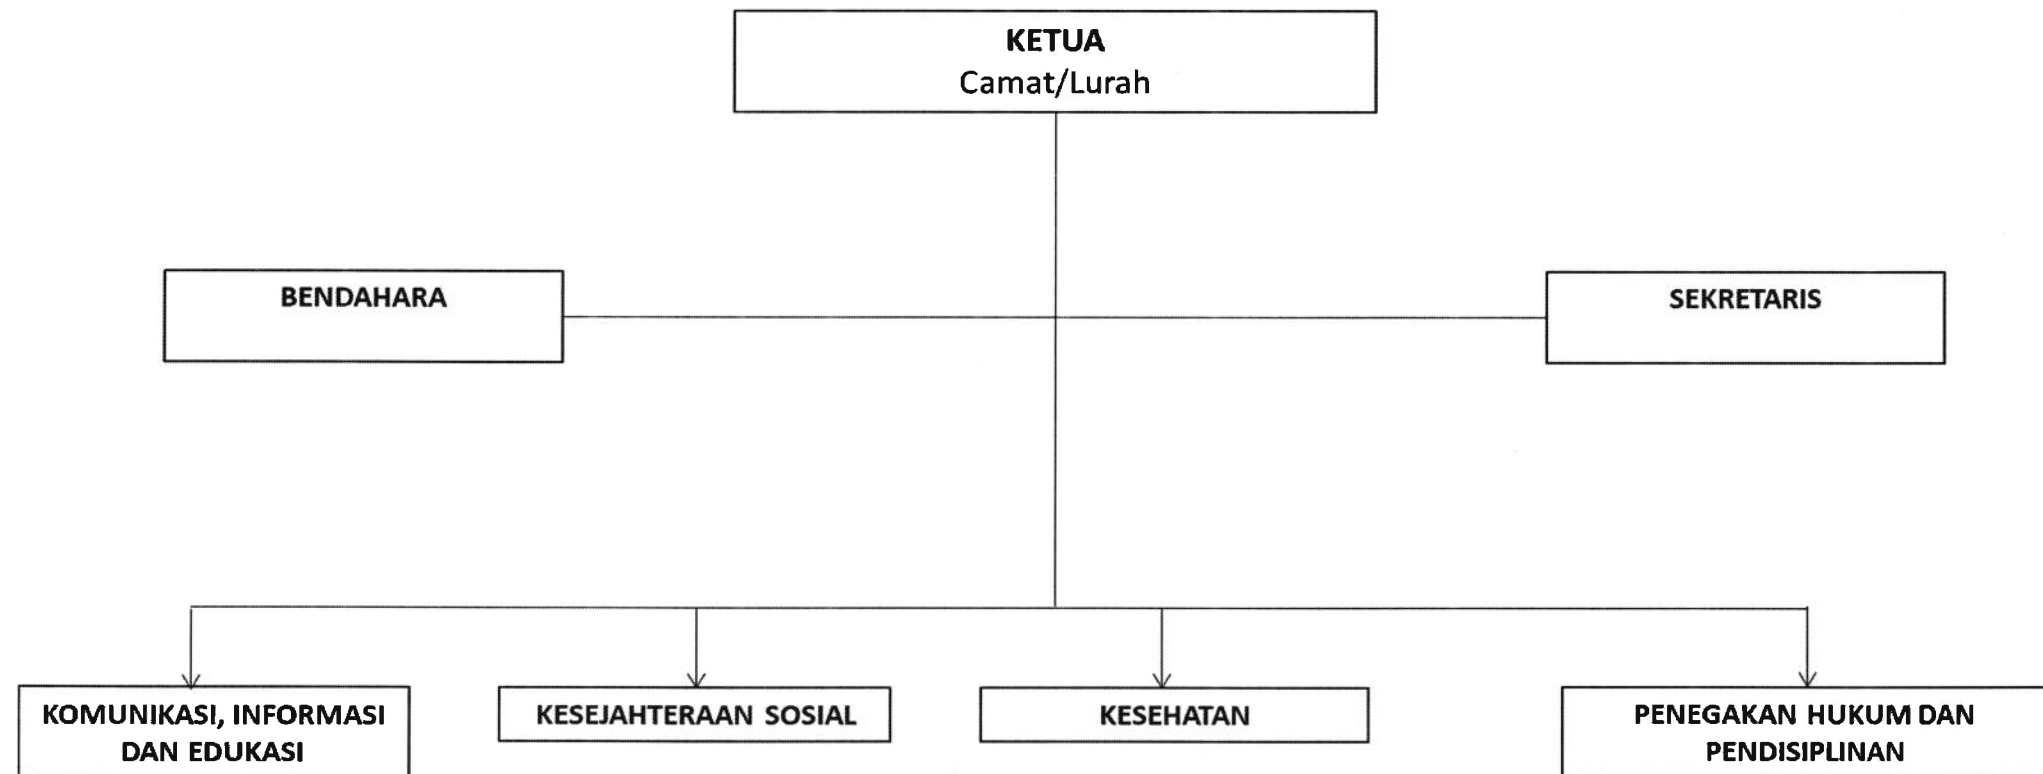 KETUA
Camat/Lurah
BENDAHARA
SEKRETARIS
KOMUNIKASI, INFORMASI
DAN EDUKASI
KESEJAHTERAAN SOSIAL
KESEHATAN
PENEGAKAN HUKUM DAN
PENDISIPLINAN